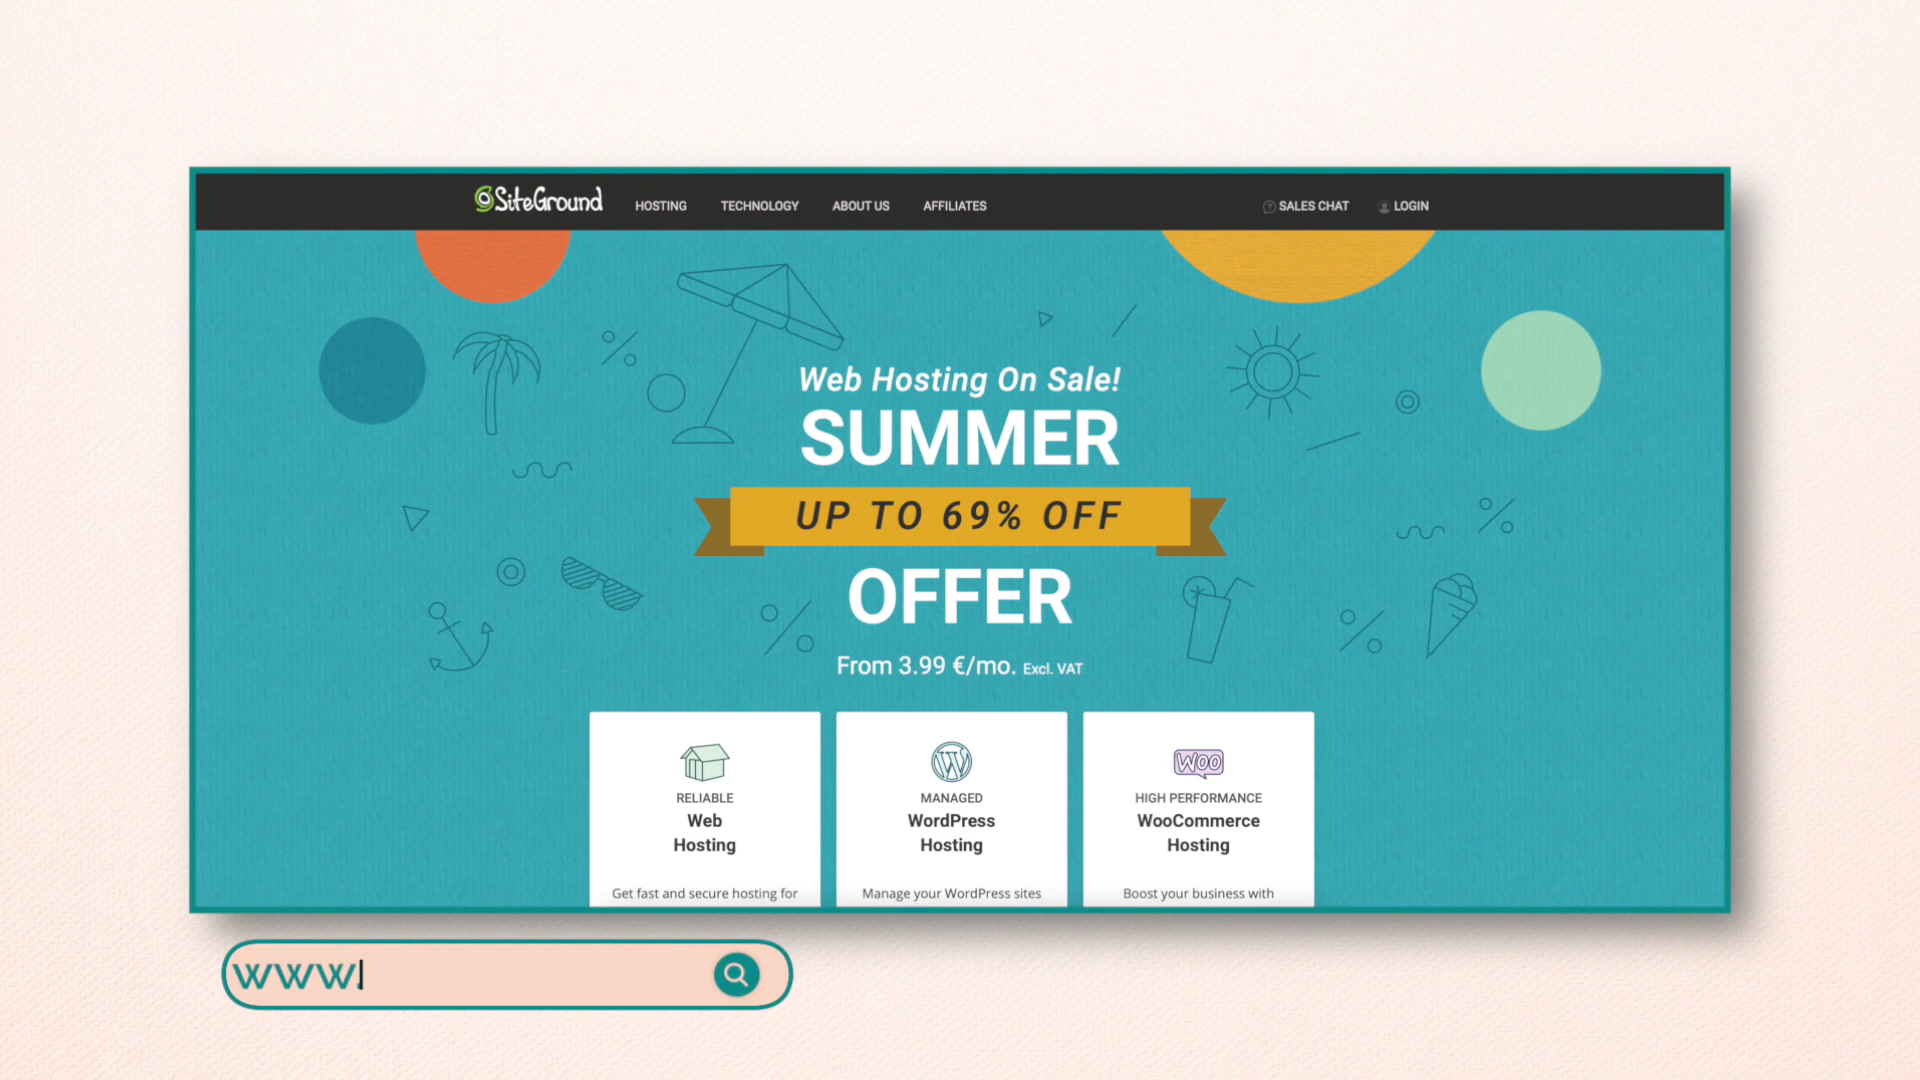 SiteGround HOSTING TECHNOLOGY ABOUT US AFFILIATES SALES CHAT LOGIN
Web Hosting On Sale!
SUMMER
UP TO 69% OFF
OFFER
From 3.99 €/mo. Excl. VAT
RELIABLE
Web
Hosting
Get fast and secure hosting for
MANAGED
WordPress
Hosting
Manage your WordPress sites
WOO
HIGH PERFORMANCE
WooCommerce
Hosting
Boost your business with
www.